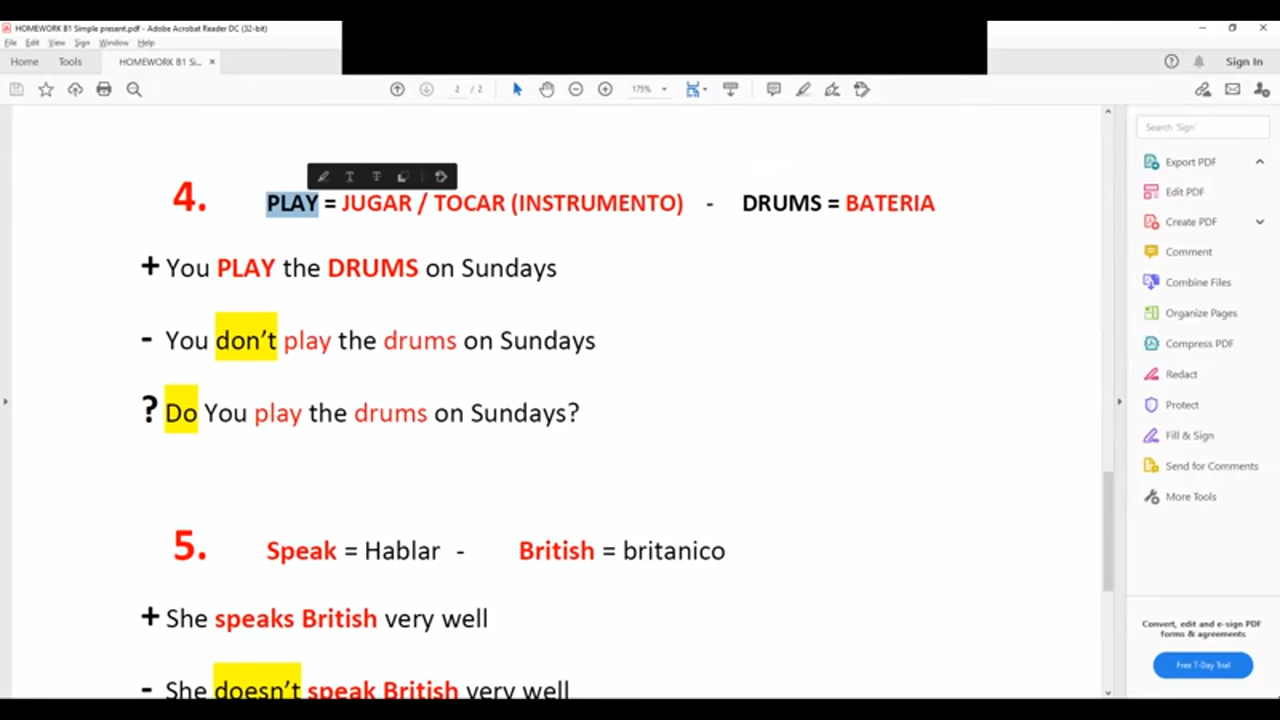 HOMEWORK B1 Simple present.pdf - Adobe Acrobat Reader DC (32-bit)
File Edit View Sign Window Help
Home Tools HOMEWORK B1 Si... × Sign In
2 / 2 175%
Search 'Sign'
4. PLAY = JUGAR / TOCAR (INSTRUMENTO) - DRUMS = BATERIA
+ You PLAY the DRUMS on Sundays
- You don't play the drums on Sundays
? Do You play the drums on Sundays?
5. Speak = Hablar - British = britanico
+ She speaks British very well
- She doesn't speak British very well
Export PDF
Edit PDF
Create PDF
Comment
Combine Files
Organize Pages
Compress PDF
Redact
Protect
Fill & Sign
Send for Comments
More Tools
Convert, edit and e-sign PDF
forms & agreements
Free 7-Day Trial